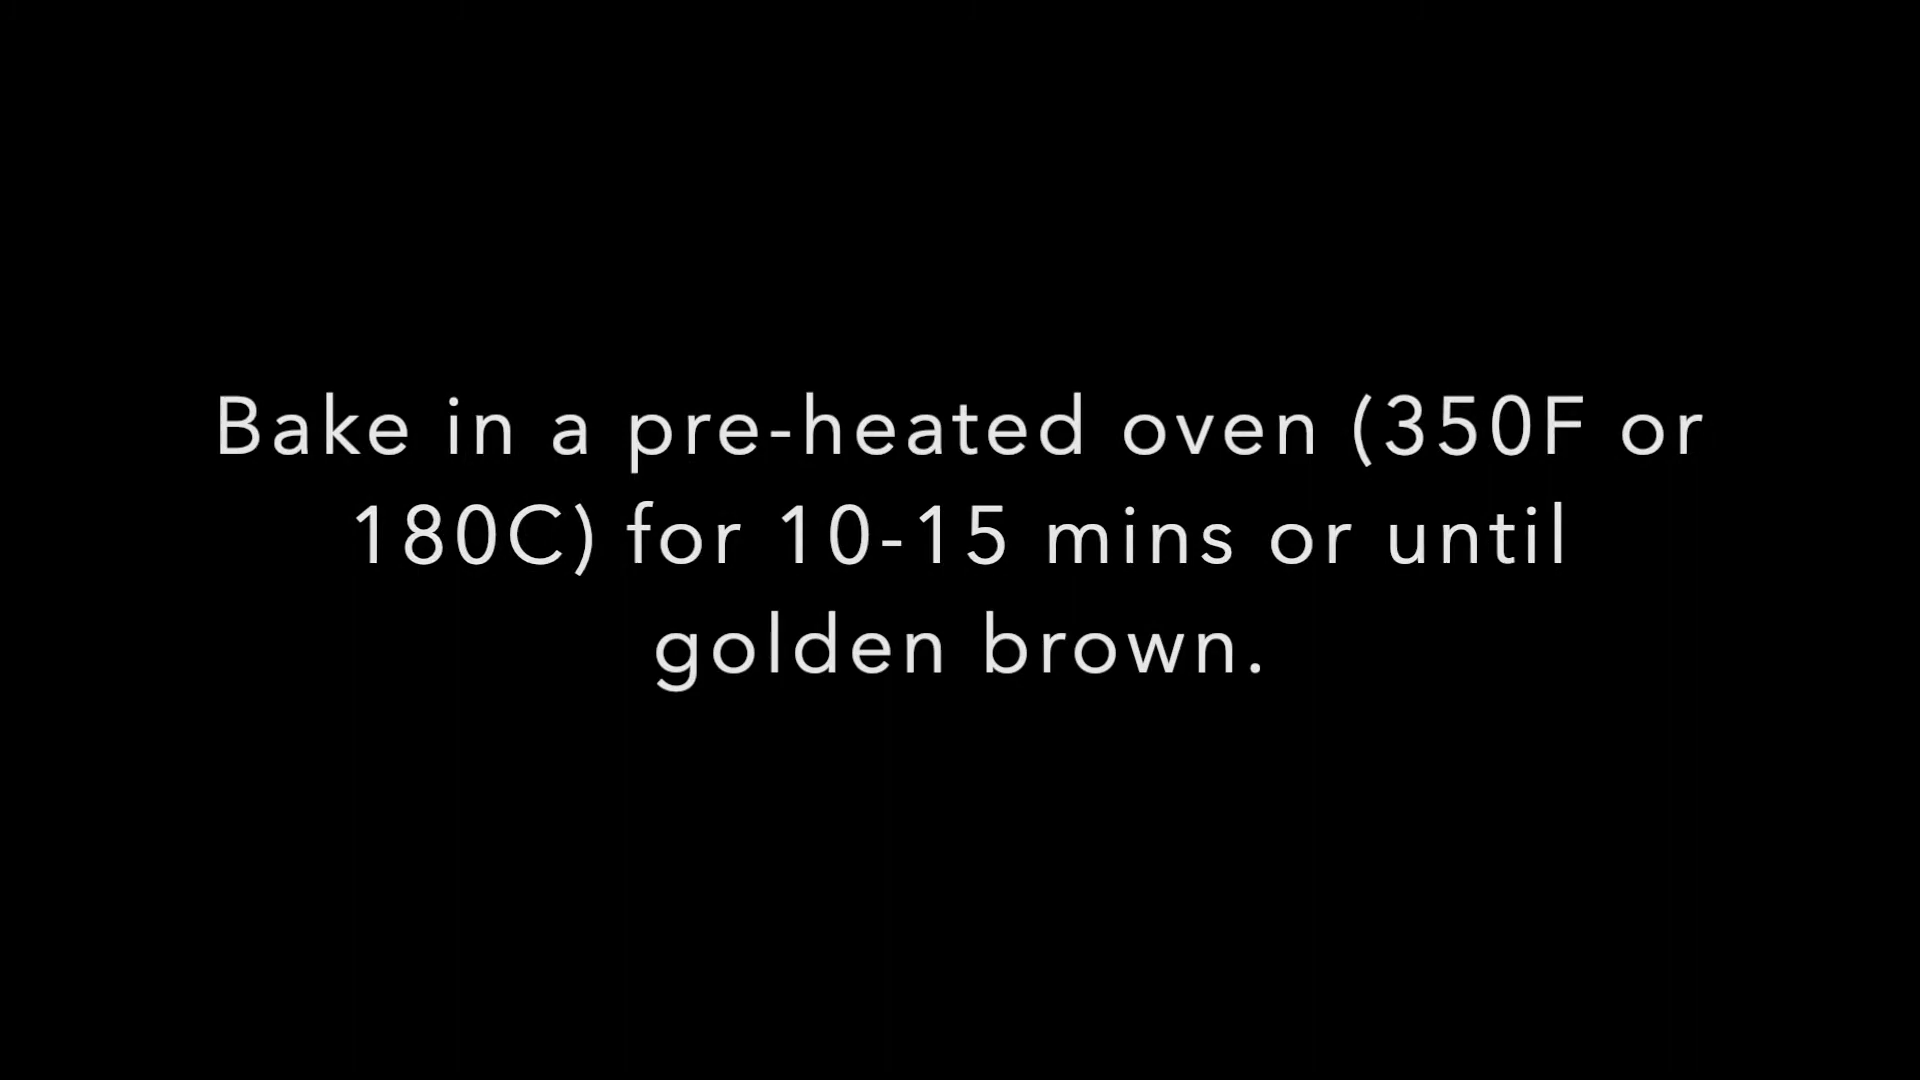 Bake in a pre-heated oven (350F or
180C) for 10-15 mins or until
golden brown.